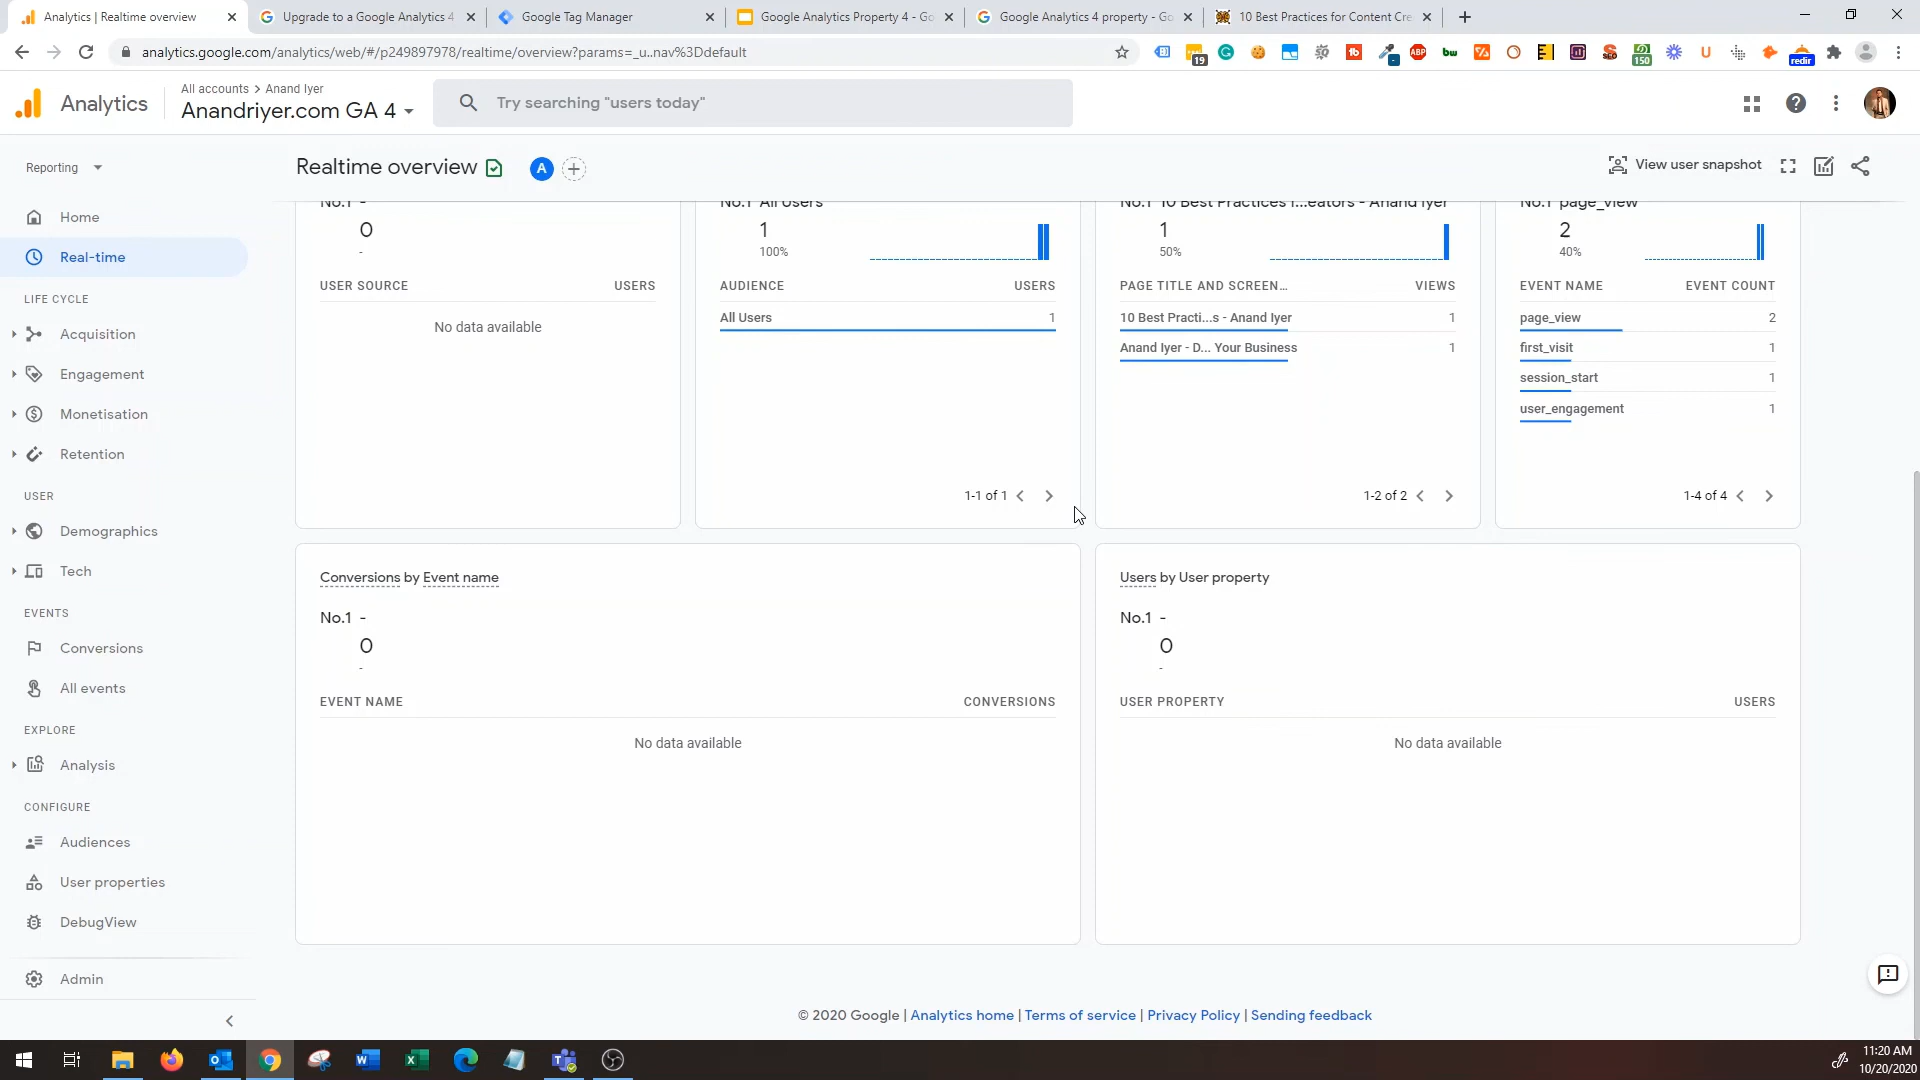 Analytics | Realtime overview
Upgrade to a Google Analytics 4
Google Tag Manager
Google Analytics Property 4 - Go
Google Analytics 4 property - Go
10 Best Practices for Content Cre
analytics.google.com/analytics/web/#/p249897978/realtime/overview?params=_u..nav%3Ddefault
19
ABP
bw
SEO
150
redir
Analytics
All accounts > Anand Iyer
Anandriyer.com GA 4
Try searching "users today"
Reporting
Realtime overview
A
View user snapshot
Home
Real-time
LIFE CYCLE
Acquisition
Engagement
Monetisation
Retention
USER
Demographics
Tech
EVENTS
Conversions
All events
EXPLORE
Analysis
CONFIGURE
Audiences
User properties
DebugView
Admin
No.1 -
0
-
USER SOURCE USERS
No data available
No.1 All Users
1
100%
AUDIENCE USERS
All Users 1
1-1 of 1
No.1 10 Best Practices f...eators - Anand Iyer
1
50%
PAGE TITLE AND SCREEN... VIEWS
10 Best Practi...s - Anand Iyer 1
Anand Iyer - D... Your Business 1
1-2 of 2
No.1 page_view
2
40%
EVENT NAME EVENT COUNT
page_view 2
first_visit 1
session_start 1
user_engagement 1
1-4 of 4
Conversions by Event name
No.1 -
0
-
EVENT NAME CONVERSIONS
No data available
Users by User property
No.1 -
0
-
USER PROPERTY USERS
No data available
© 2020 Google | Analytics home | Terms of service | Privacy Policy | Sending feedback
11:20 AM
10/20/2020